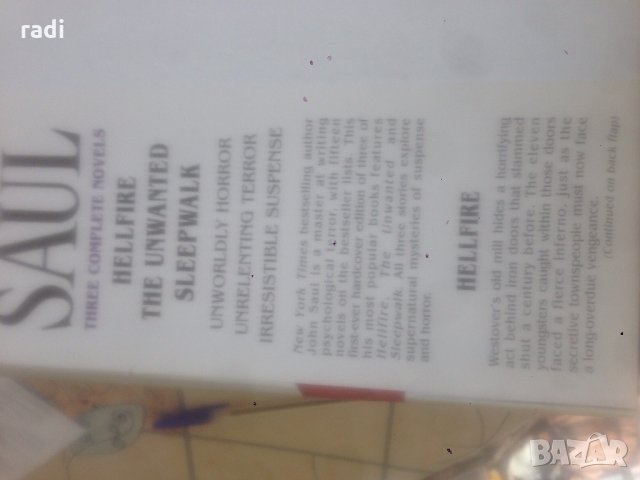 radi
SAUL
THREE COMPLETE NOVELS
HELLFIRE
THE UNWANTED
SLEEPWALK
UNWORLDLY HORROR
UNRELENTING TERROR
IRRESISTIBLE SUSPENSE
New York Times bestselling author
John Saul is a master at writing
psychological terror, with fifteen
novels on the bestseller lists. This
first-ever hardcover edition of three of
his most popular books features
Hellfire, The Unwanted and
Sleepwalk. All three stories explore
supernatural mysteries of suspense
and horror.
HELLFIRE
Westover's old mill hides a horrifying
act behind iron doors that slammed
shut a century before. The eleven
youngsters caught within those doors
faced a fierce inferno. Just as the
secretive townspeople must now face
a long-overdue vengeance.
(Continued on back flap)
BAZAR